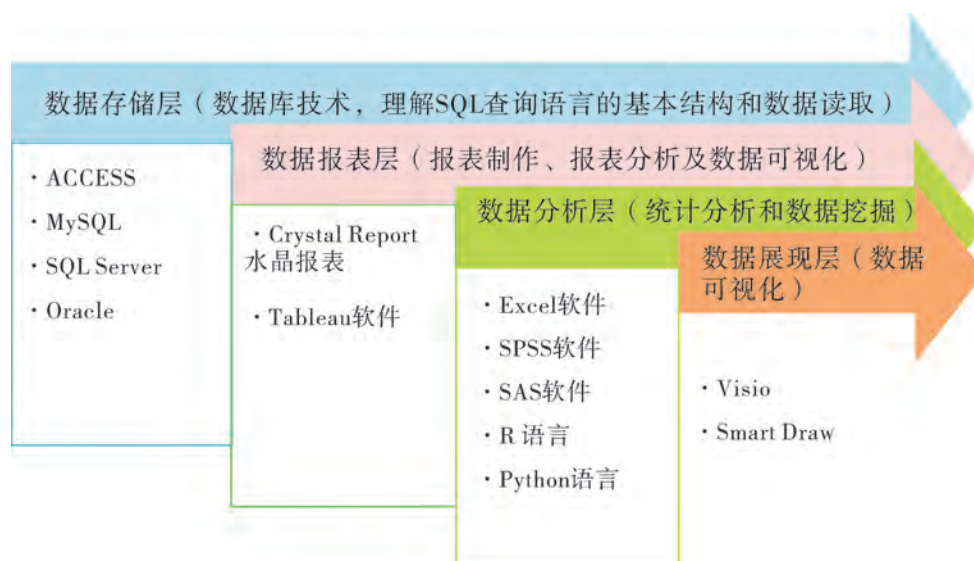 数据存储层（数据库技术，理解SQL查询语言的基本结构和数据读取）
· ACCESS
· MySQL
· SQL Server
· Oracle
数据报表层（报表制作、报表分析及数据可视化）
· Crystal Report
水晶报表
· Tableau软件
数据分析层（统计分析和数据挖掘）
· Excel软件
· SPSS软件
· SAS软件
· R 语言
· Python语言
数据展现层（数据
可视化）
· Visio
· Smart Draw